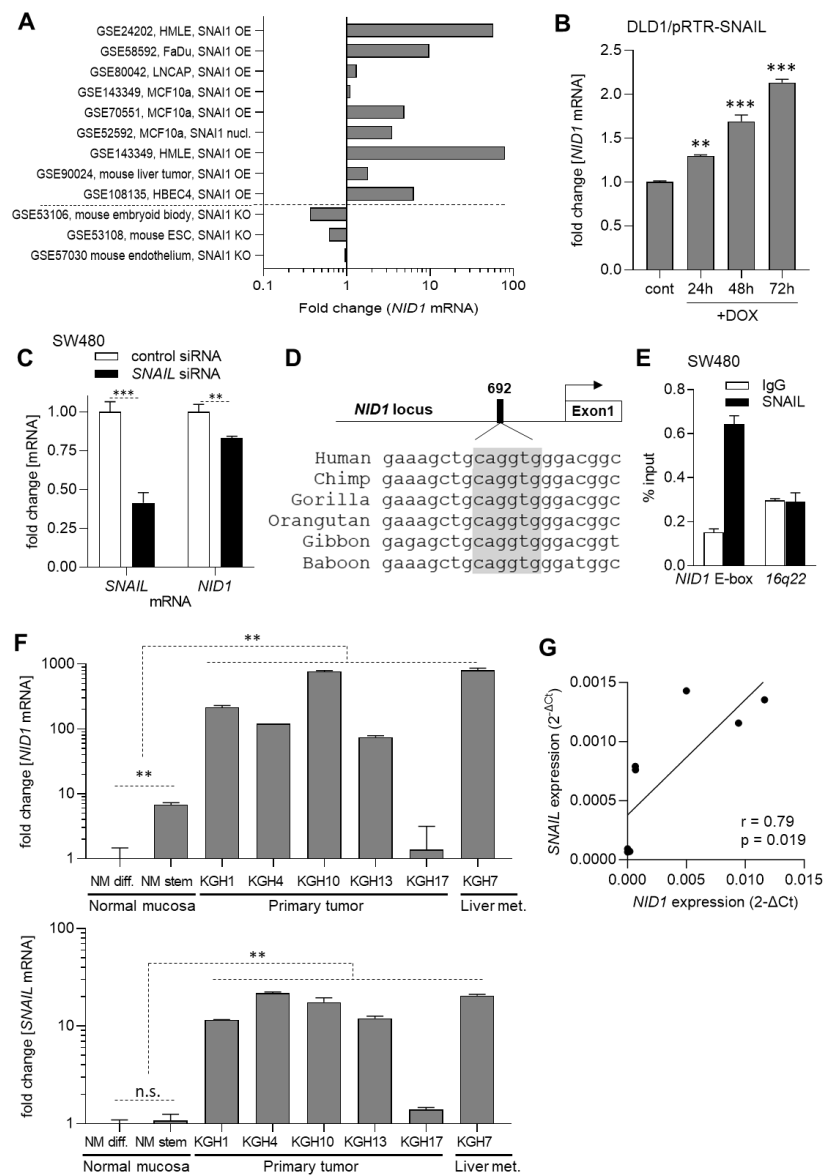 A
GSE24202, HMLE, SNAI1 OE
GSE58592, FaDu, SNAI1 OE
GSE80042, LNCAP, SNAI1 OE
GSE143349, MCF10a, SNAI1 OE
GSE70551, MCF10a, SNAI1 OE
GSE52592, MCF10a, SNAI1 nucl.
GSE143349, HMLE, SNAI1 OE
GSE90024, mouse liver tumor, SNAI1 OE
GSE108135, HBEC4, SNAI1 OE
GSE53106, mouse embryoid biody, SNAI1 KO
GSE53108, mouse ESC, SNAI1 KO
GSE57030 mouse endothelium, SNAI1 KO
0.1 1 10 100
Fold change (NID1 mRNA)
B
DLD1/pRTR-SNAIL
fold change [NID1 mRNA]
2.5
2.0
1.5
1.0
0.5
0.0
** *** ***
cont 24h 48h 72h
+DOX
C
SW480
control siRNA
SNAIL siRNA
fold change [mRNA]
1.00
0.75
0.50
0.25
0.00
*** **
SNAIL NID1
mRNA
D
692
NID1 locus
Exon1
Human gaaagctgcaggtgggacggc
Chimp gaaagctgcaggtgggacggc
Gorilla gaaagctgcaggtgggacggc
Orangutan gaaagctgcaggtgggacggc
Gibbon gagagctgcaggtgggacggt
Baboon gaaagctgcaggtgggatggc
E
SW480
IgG
SNAIL
% input
0.8
0.6
0.4
0.2
0.0
NID1 E-box 16q22
F
fold change [NID1 mRNA]
1000
100
10
1
**
**
NM diff. NM stem KGH1 KGH4 KGH10 KGH13 KGH17 KGH7
Normal mucosa Primary tumor Liver met.
fold change [SNAIL mRNA]
100
10
1
**
n.s.
NM diff. NM stem KGH1 KGH4 KGH10 KGH13 KGH17 KGH7
Normal mucosa Primary tumor Liver met.
G
SNAIL expression (2-ΔCt)
0.0015
0.0010
0.0005
0.0000
r = 0.79
p = 0.019
0.000 0.005 0.010 0.015
NID1 expression (2-ΔCt)